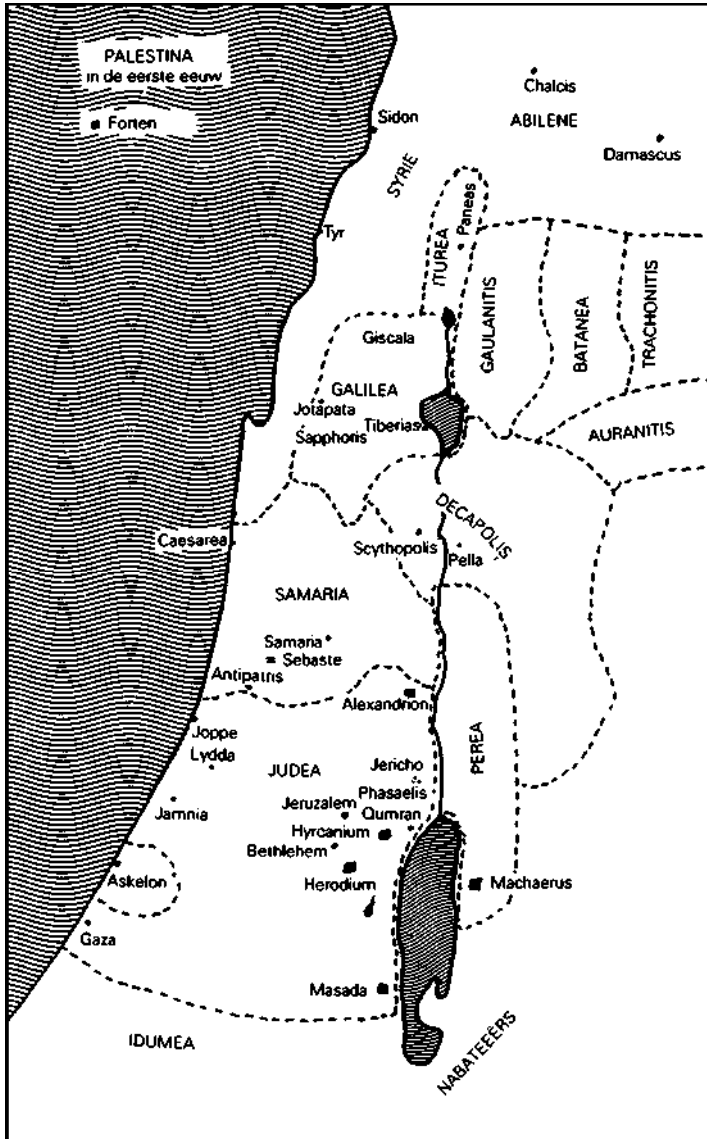 PALESTINA
in de eerste eeuw
Forten
Chalcis
ABILENE
Sidon
Damascus
SYRIE
Paneas
Tyr
ITUREA
GAULANITIS
BATANEA
TRACHONITIS
Giscala
GALILEA
Jotapata
Tiberias
Sapphoris
AURANITIS
DECAPOLIS
Caesarea
Scythopolis
Pella
SAMARIA
Samaria
Sebaste
Antipatris
Alexandrion
Joppe
Lydda
PEREA
JUDEA
Jericho
Phasaelis
Jamnia
Jeruzalem
Qumran
Hyrcanium
Bethlehem
Askelon
Herodium
Machaerus
Gaza
Masada
IDUMEA
NABATEEËRS